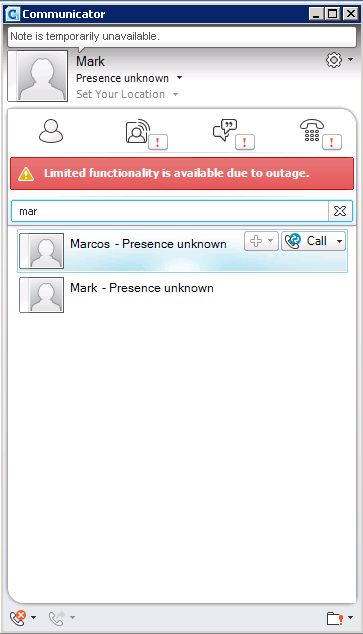 Communicator
Note is temporarily unavailable.
Mark
Presence unknown
Set Your Location
Limited functionality is available due to outage.
mar
Marcos - Presence unknown
Call
Mark - Presence unknown